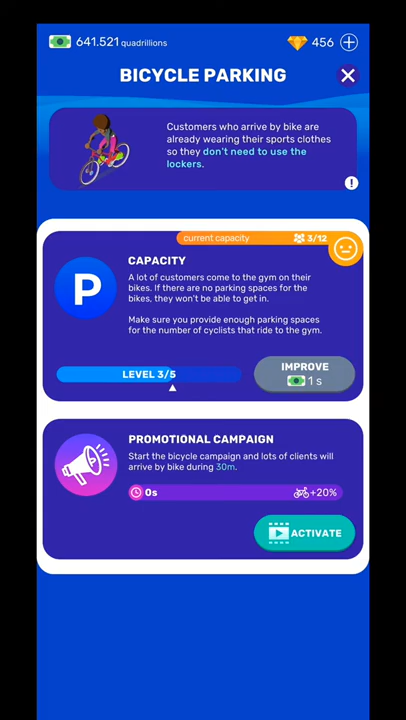 641.521 quadrillions
456
BICYCLE PARKING
Customers who arrive by bike are
already wearing their sports clothes
so they don't need to use the
lockers.
!
current capacity 3/12
CAPACITY
P
A lot of customers come to the gym on their
bikes. If there are no parking spaces for the
bikes, they won't be able to get in.
Make sure you provide enough parking spaces
for the number of cyclists that ride to the gym.
LEVEL 3/5
IMPROVE
1 s
PROMOTIONAL CAMPAIGN
Start the bicycle campaign and lots of clients will
arrive by bike during 30m.
0s
+20%
ACTIVATE